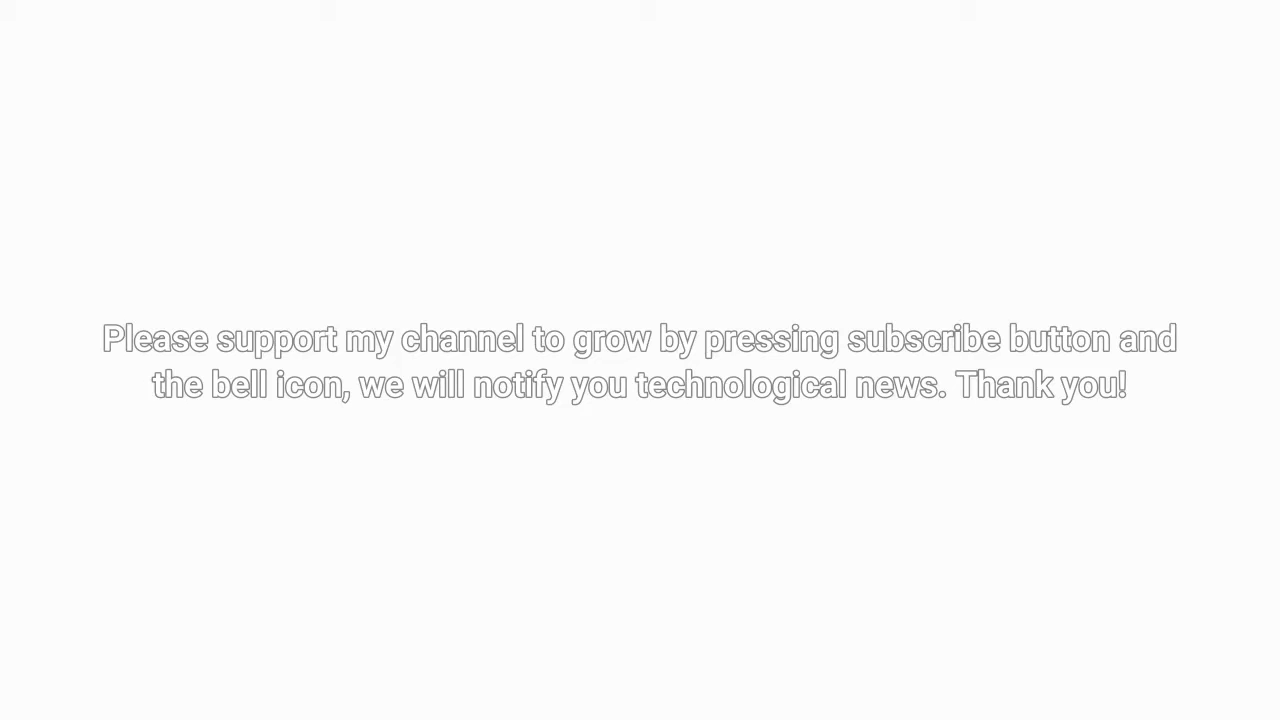 Please support my channel to grow by pressing subscribe button and
the bell icon, we will notify you technological news. Thank you!